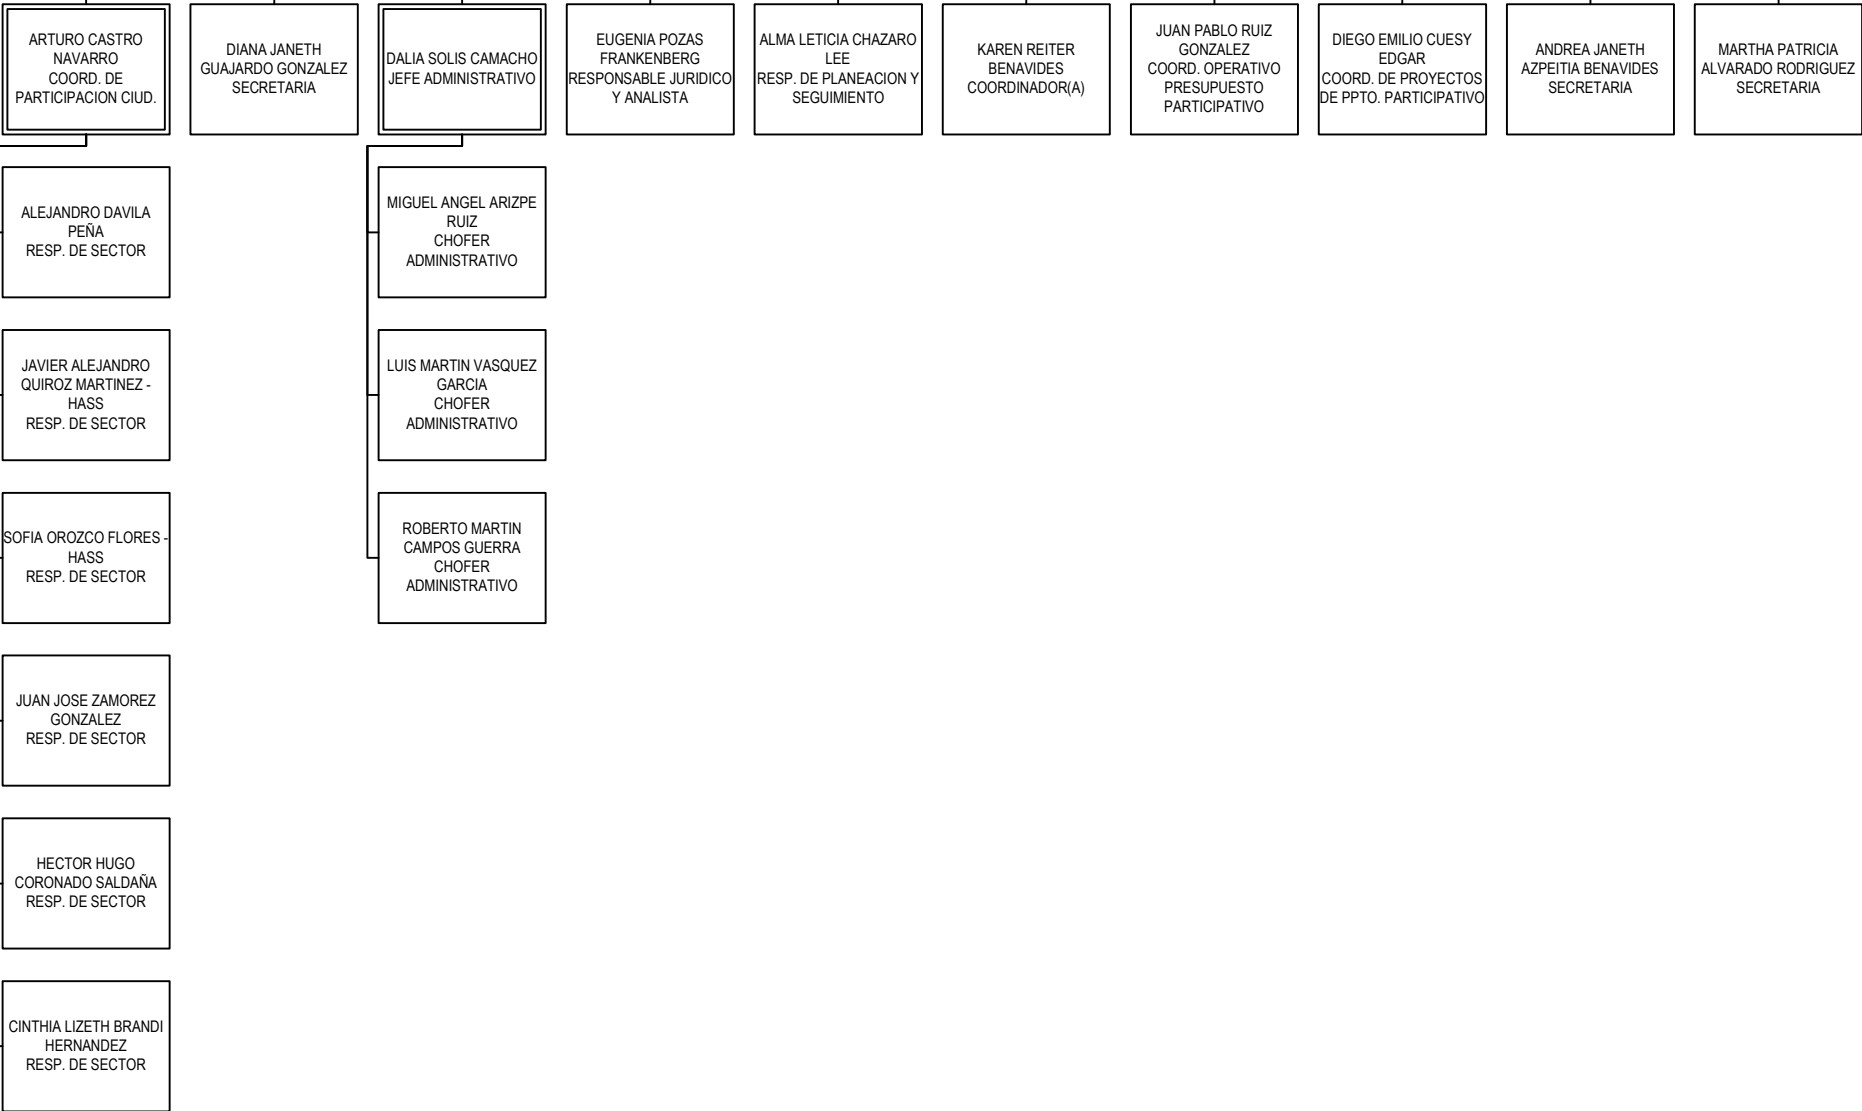 ARTURO CASTRO
NAVARRO
COORD. DE
PARTICIPACION CIUD.
DIANA JANETH
GUAJARDO GONZALEZ
SECRETARIA
DALIA SOLIS CAMACHO
JEFE ADMINISTRATIVO
EUGENIA POZAS
FRANKENBERG
RESPONSABLE JURIDICO
Y ANALISTA
ALMA LETICIA CHAZARO
LEE
RESP. DE PLANEACION Y
SEGUIMIENTO
KAREN REITER
BENAVIDES
COORDINADOR(A)
JUAN PABLO RUIZ
GONZALEZ
COORD. OPERATIVO
PRESUPUESTO
PARTICIPATIVO
DIEGO EMILIO CUESY
EDGAR
COORD. DE PROYECTOS
DE PPTO. PARTICIPATIVO
ANDREA JANETH
AZPEITIA BENAVIDES
SECRETARIA
MARTHA PATRICIA
ALVARADO RODRIGUEZ
SECRETARIA
ALEJANDRO DAVILA
PEÑA
RESP. DE SECTOR
MIGUEL ANGEL ARIZPE
RUIZ
CHOFER
ADMINISTRATIVO
JAVIER ALEJANDRO
QUIROZ MARTINEZ -
HASS
RESP. DE SECTOR
LUIS MARTIN VASQUEZ
GARCIA
CHOFER
ADMINISTRATIVO
SOFIA OROZCO FLORES -
HASS
RESP. DE SECTOR
ROBERTO MARTIN
CAMPOS GUERRA
CHOFER
ADMINISTRATIVO
JUAN JOSE ZAMOREZ
GONZALEZ
RESP. DE SECTOR
HECTOR HUGO
CORONADO SALDAÑA
RESP. DE SECTOR
CINTHIA LIZETH BRANDI
HERNANDEZ
RESP. DE SECTOR